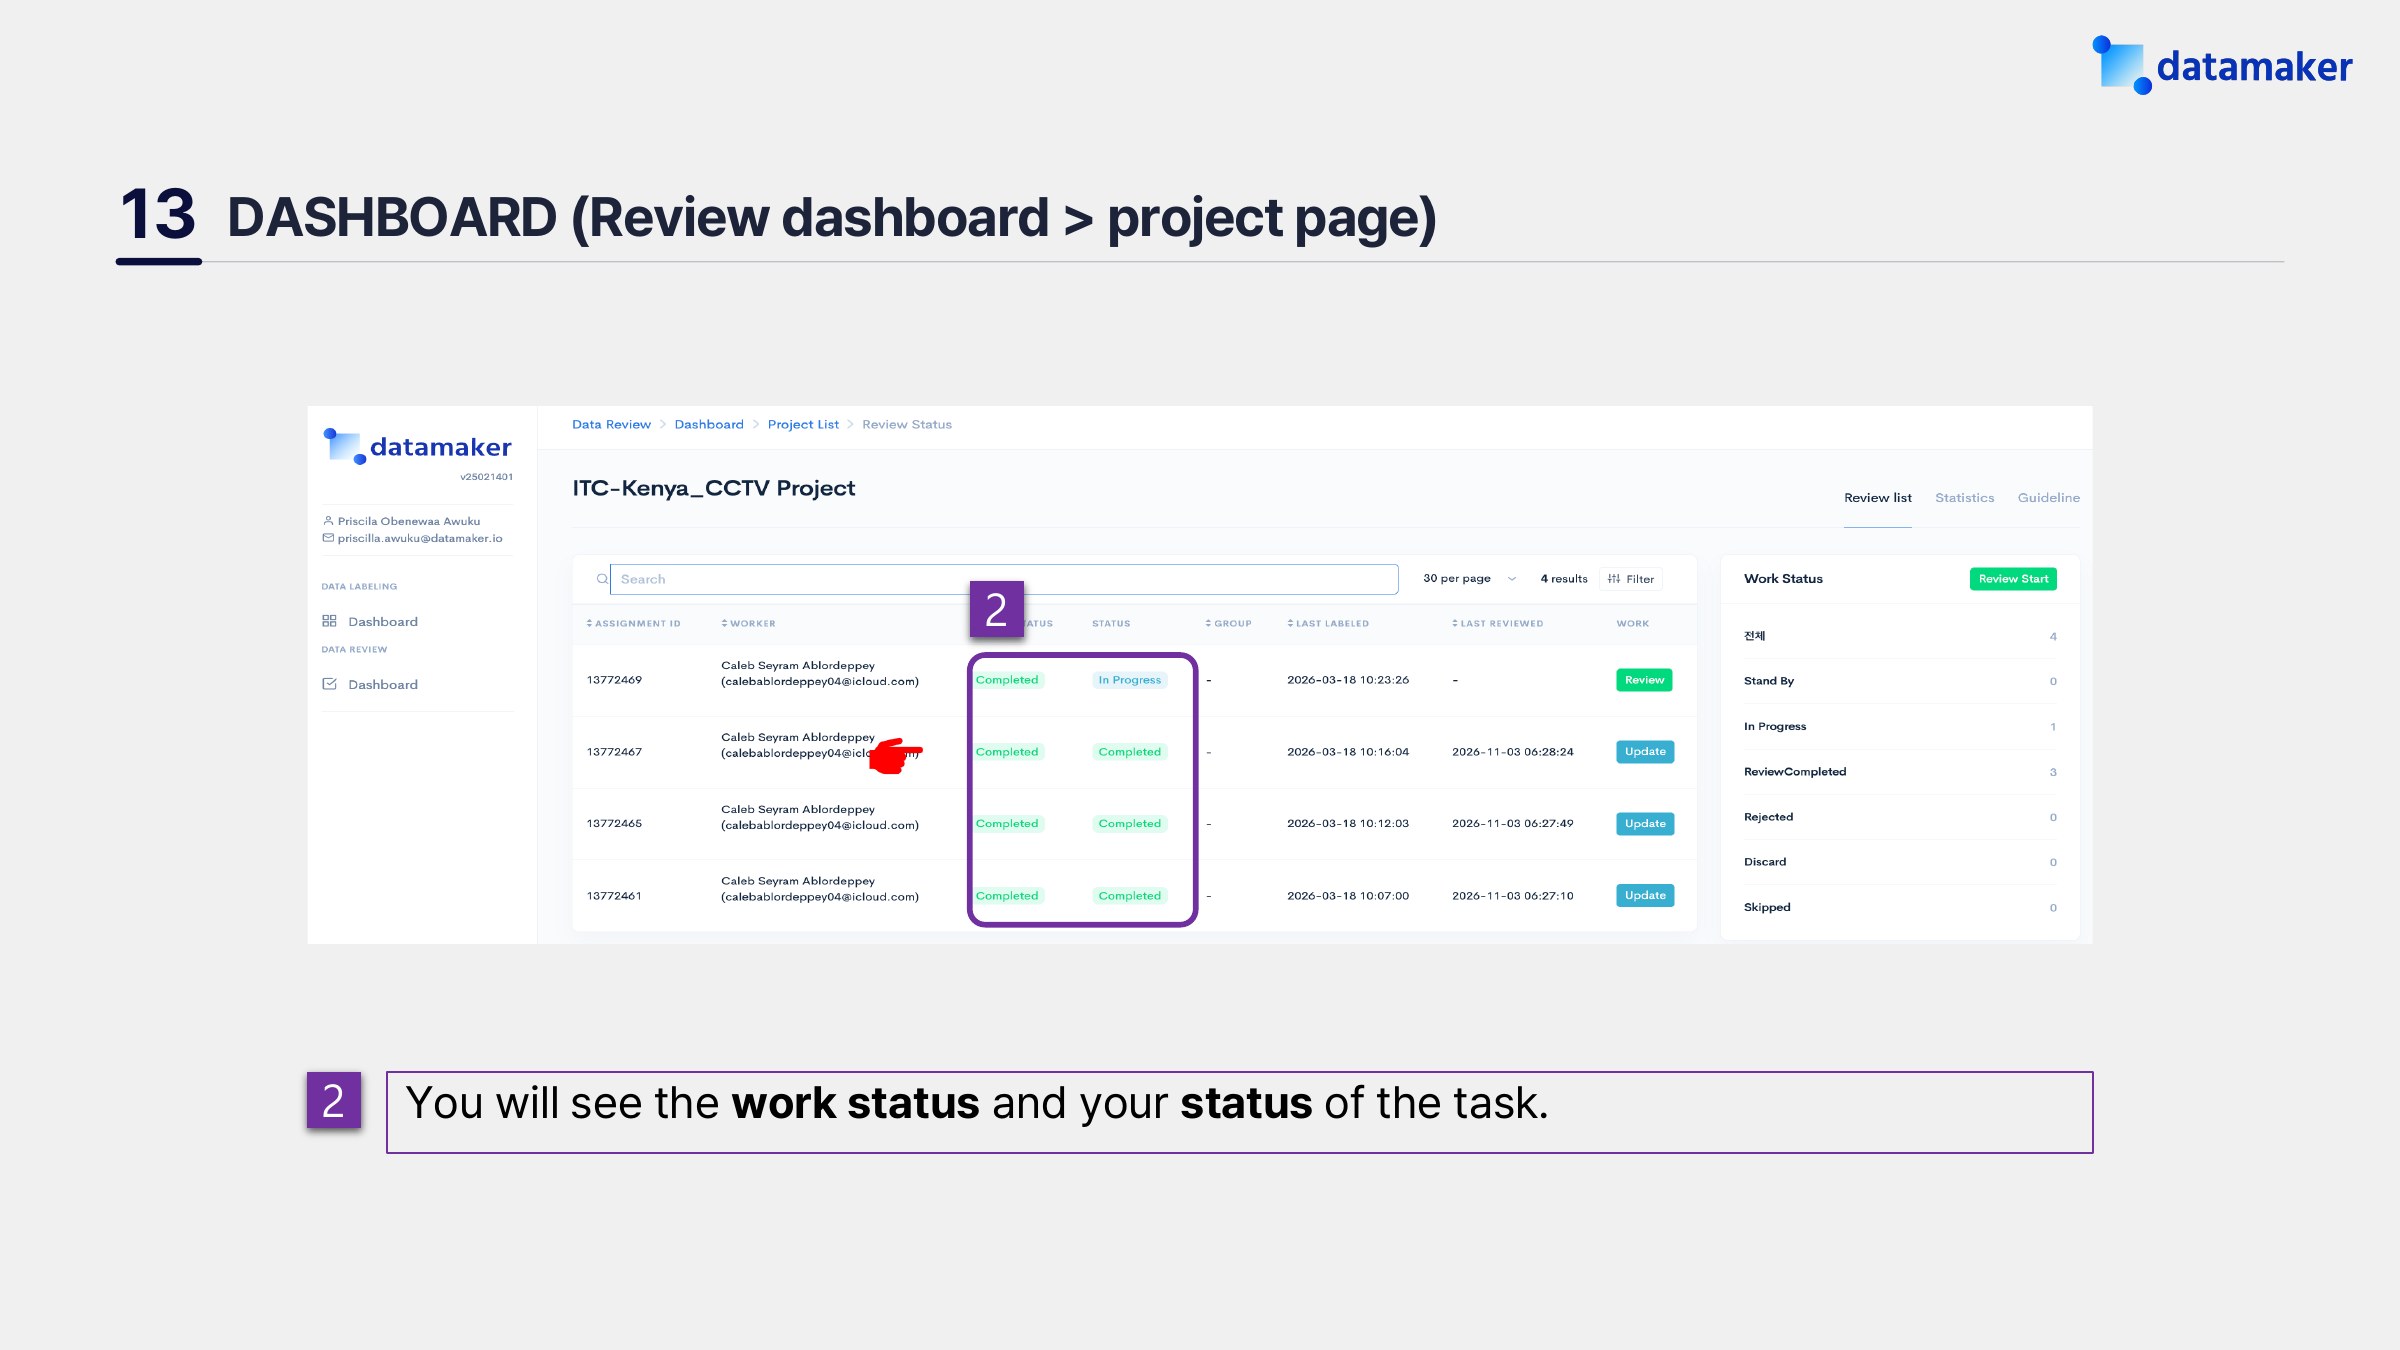 datamaker
13 DASHBOARD (Review dashboard > project page)
datamaker
v25021401
Priscila Obenewaa Awuku
priscilla.awuku@datamaker.io
DATA LABELING
Dashboard
DATA REVIEW
Dashboard
Data Review > Dashboard > Project List > Review Status
ITC-Kenya_CCTV Project
Review list Statistics Guideline
Search
30 per page 4 results Filter
2
ASSIGNMENT ID WORKER STATUS GROUP LAST LABELED LAST REVIEWED WORK
Caleb Seyram Ablordeppey
13772469 (calebablordeppey04@icloud.com) Completed In Progress - 2026-03-18 10:23:26 - Review
Caleb Seyram Ablordeppey
13772467 Completed Completed - 2026-03-18 10:16:04 2026-11-03 06:28:24 Update
Caleb Seyram Ablordeppey
13772465 (calebablordeppey04@icloud.com) Completed Completed - 2026-03-18 10:12:03 2026-11-03 06:27:49 Update
Caleb Seyram Ablordeppey
13772461 (calebablordeppey04@icloud.com) Completed Completed - 2026-03-18 10:07:00 2026-11-03 06:27:10 Update
Work Status Review Start
전체 4
Stand By 0
In Progress 1
ReviewCompleted 3
Rejected 0
Discard 0
Skipped 0
2 You will see the work status and your status of the task.